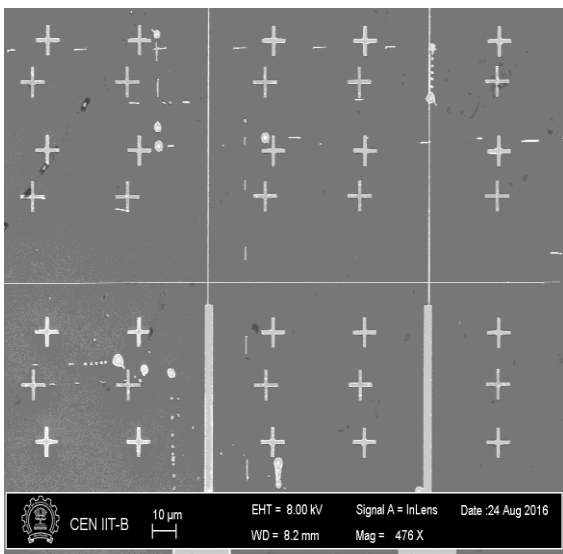 CEN IIT-B
10 µm
EHT = 8.00 kV
Signal A = InLens
Date :24 Aug 2016
WD = 8.2 mm
Mag = 476 X